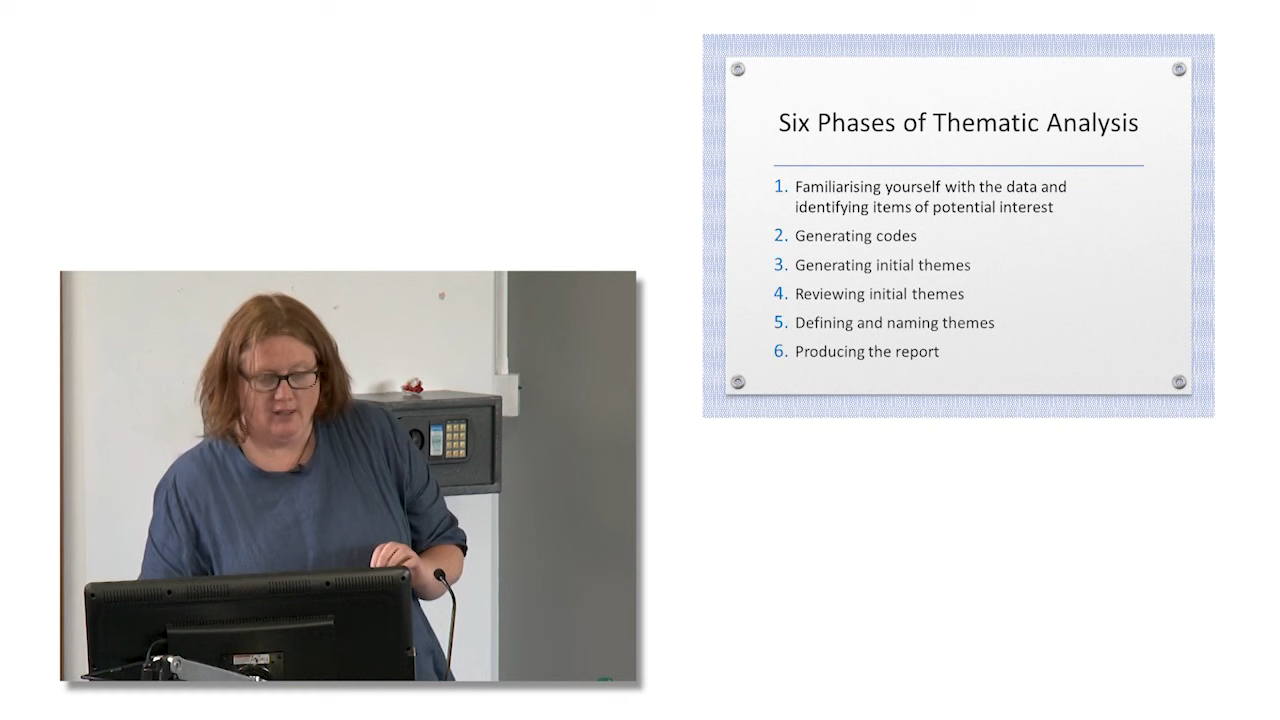 Six Phases of Thematic Analysis
1. Familiarising yourself with the data and
identifying items of potential interest
2. Generating codes
3. Generating initial themes
4. Reviewing initial themes
5. Defining and naming themes
6. Producing the report